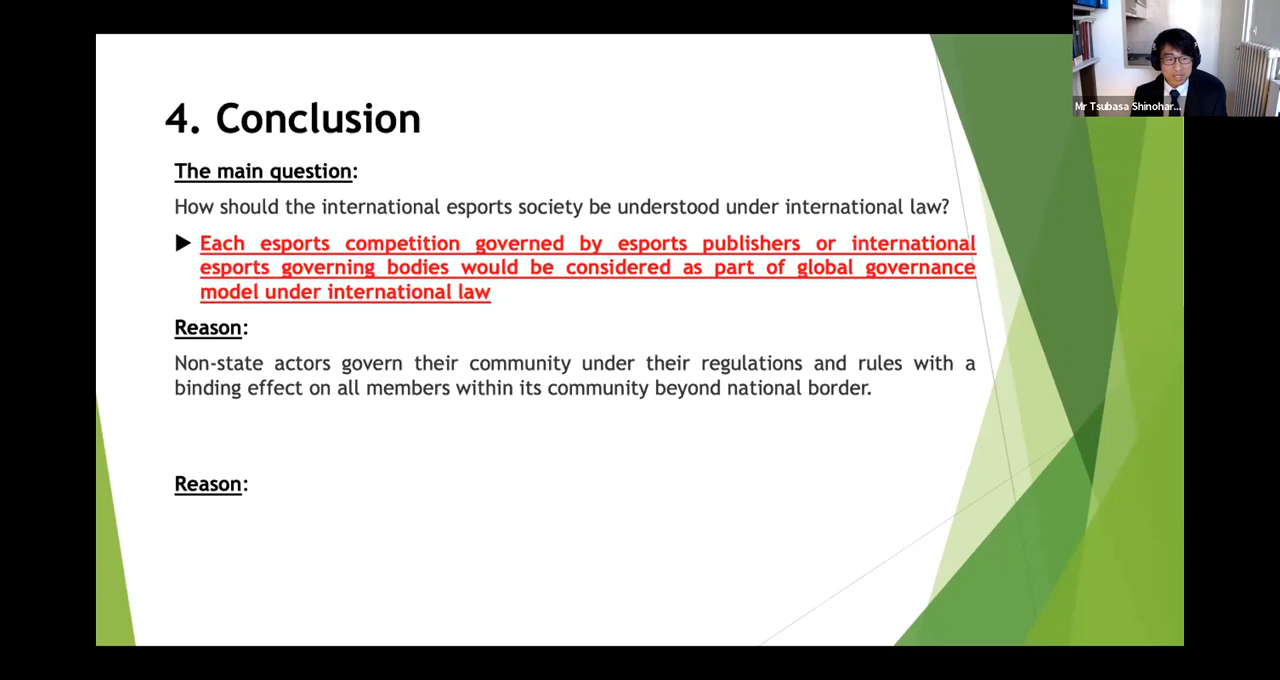 4. Conclusion
The main question:
How should the international esports society be understood under international law?
Each esports competition governed by esports publishers or international
esports governing bodies would be considered as part of global governance
model under international law
Reason:
Non-state actors govern their community under their regulations and rules with a
binding effect on all members within its community beyond national border.
Reason:
Mr Tsubasa Shinohar...